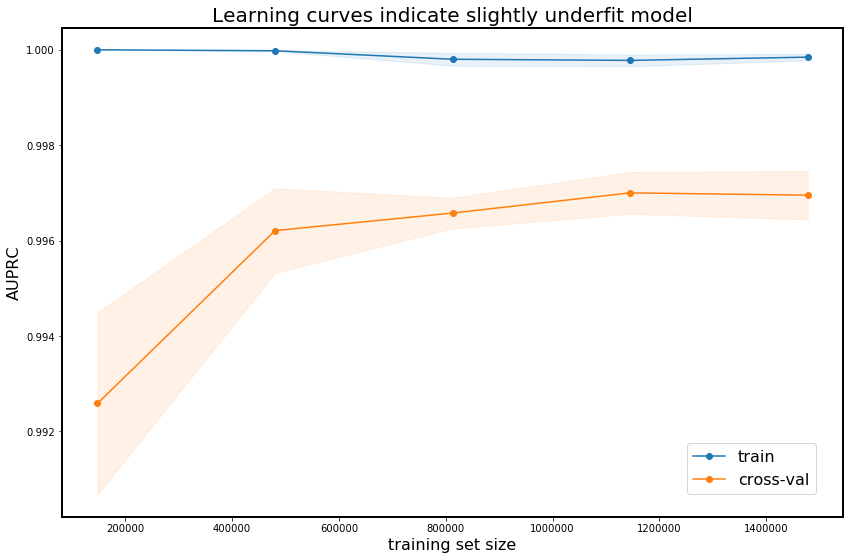 Learning curves indicate slightly underfit model
1.000
0.998
0.996
0.994
0.992
AUPRC
train
cross-val
200000 400000 600000 800000 1000000 1200000 1400000
training set size